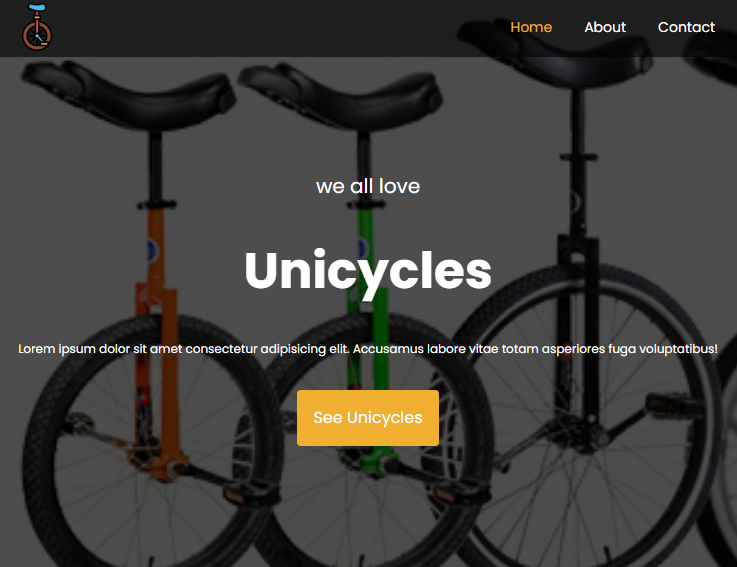 Home About Contact
we all love
Unicycles
Lorem ipsum dolor sit amet consectetur adipisicing elit. Accusamus labore vitae totam asperiores fuga voluptatibus!
See Unicycles